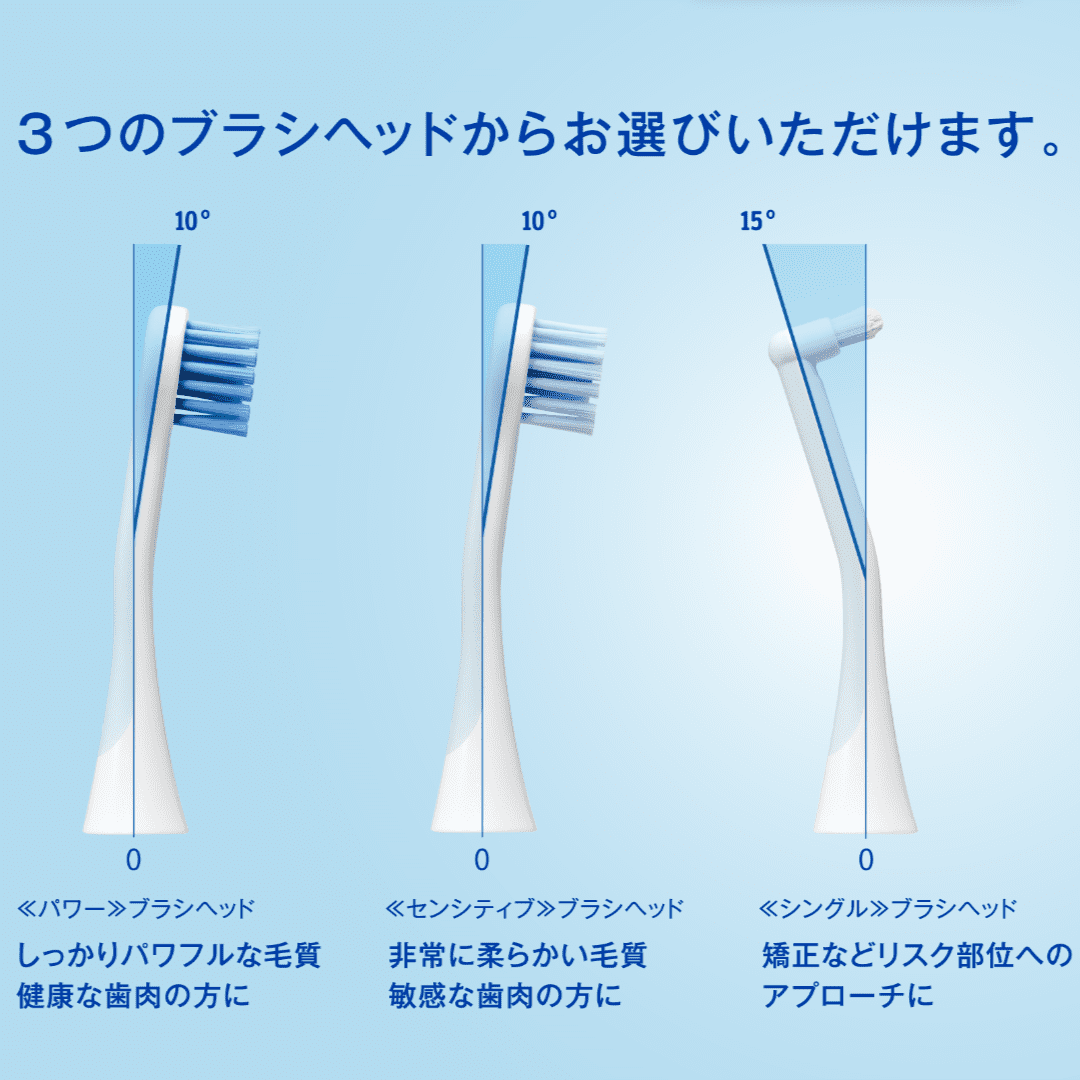 3つのブラシヘッドからお選びいただけます。
10°
10°
15°
0
0
0
≪パワー≫ブラシヘッド
しっかりパワフルな毛質
健康な歯肉の方に
≪センシティブ≫ブラシヘッド
非常に柔らかい毛質
敏感な歯肉の方に
≪シングル≫ブラシヘッド
矯正などリスク部位への
アプローチに